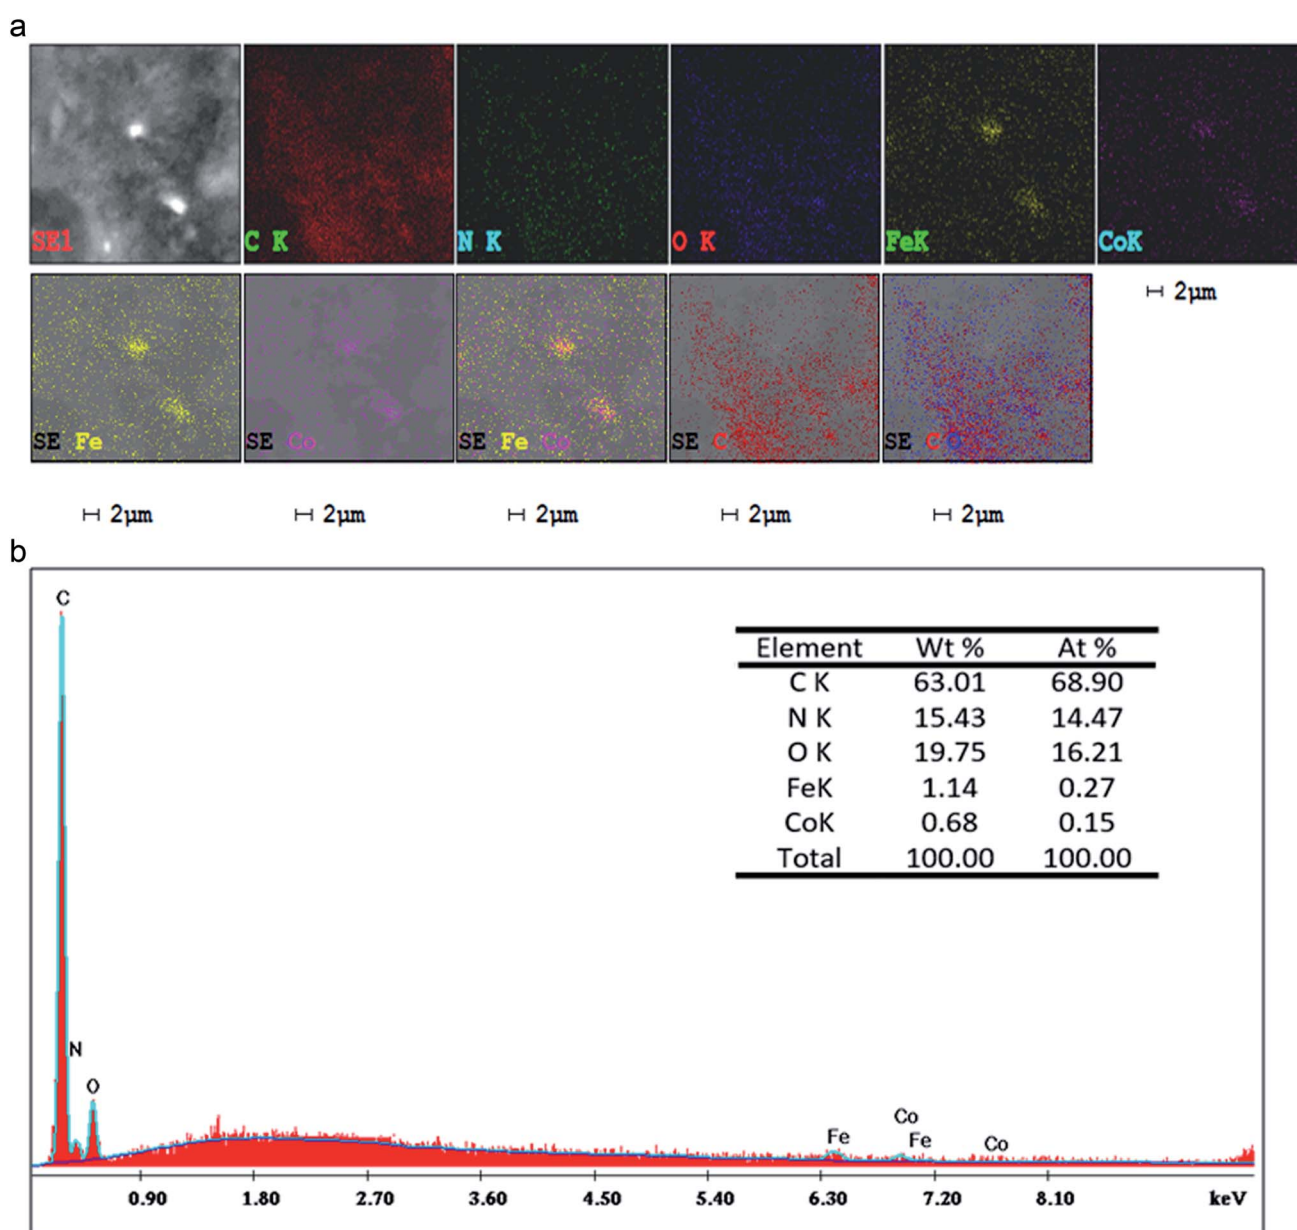 a
SE1
C K
N K
O K
FeK
CoK
2μm
SE Fe
SE Co
SE Fe Co
SE C
SE C O
2μm
2μm
2μm
2μm
2μm
b
C
N
O
Fe
Co
Fe
Co
Element Wt % At %
C K 63.01 68.90
N K 15.43 14.47
O K 19.75 16.21
FeK 1.14 0.27
CoK 0.68 0.15
Total 100.00 100.00
0.90 1.80 2.70 3.60 4.50 5.40 6.30 7.20 8.10 keV